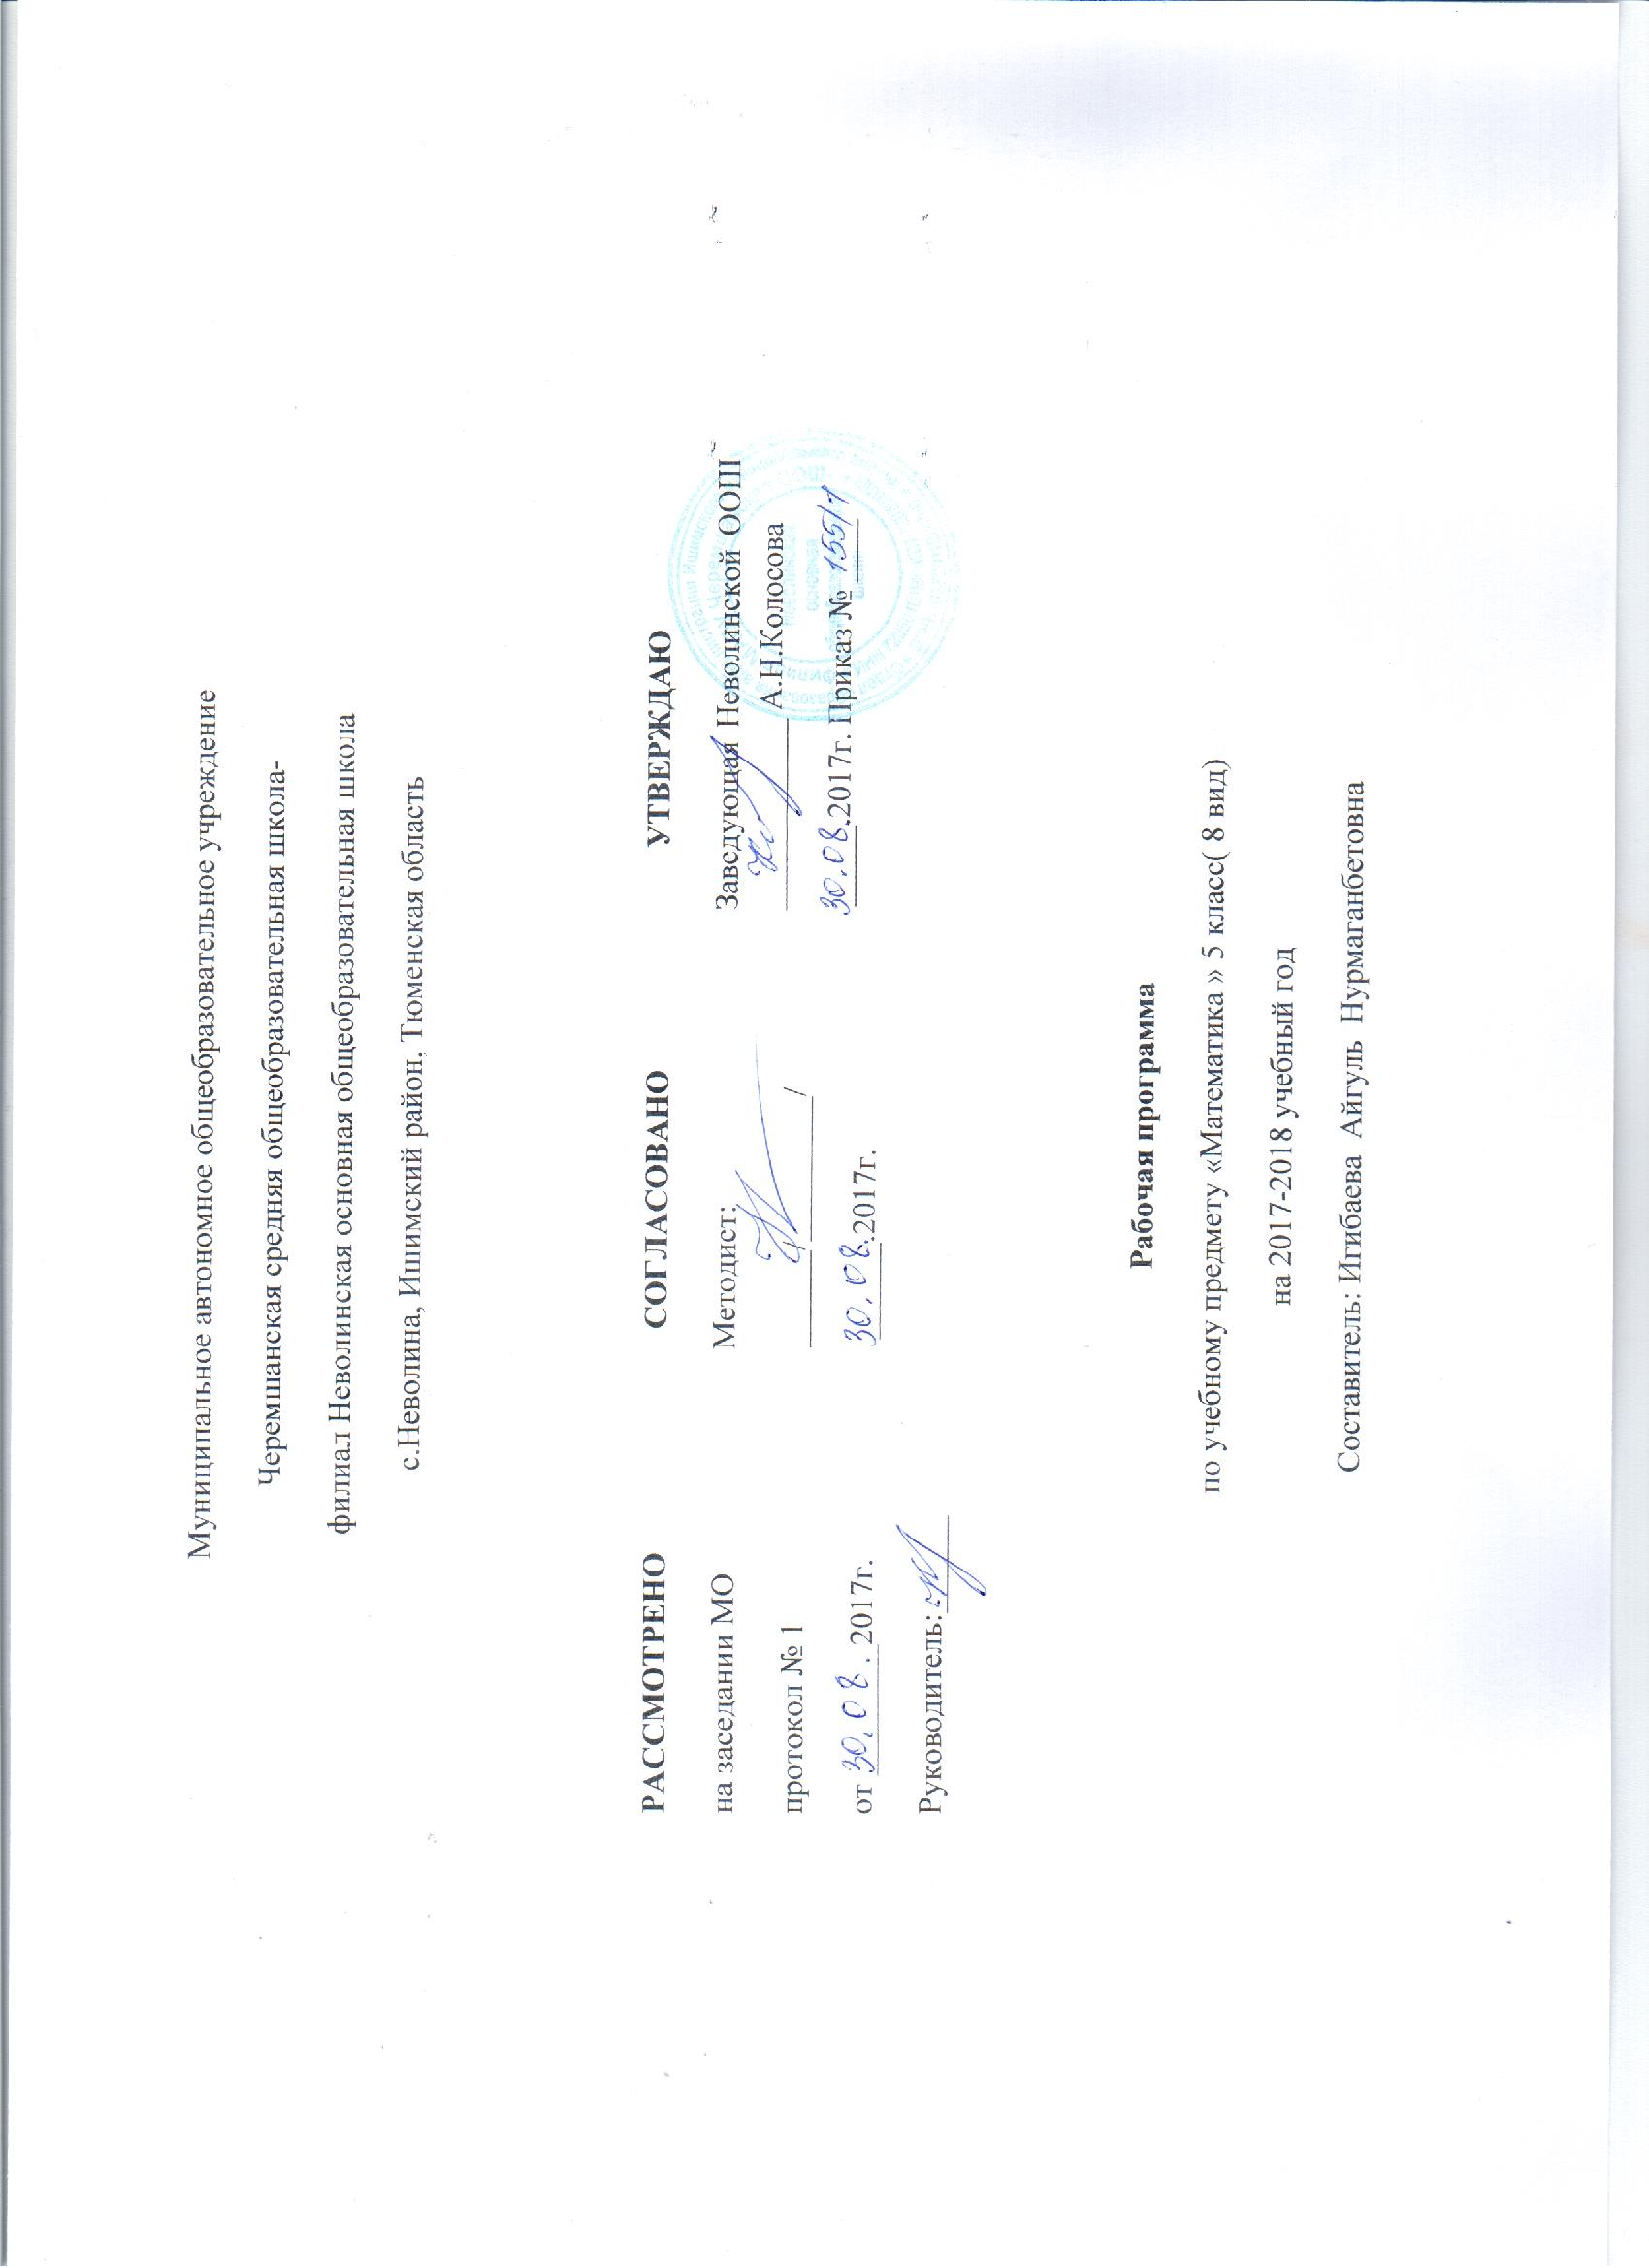 Муниципальное автономное общеобразовательное учреждение
Черемшанская средняя общеобразовательная школа-
филиал Неволинская основная общеобразовательная школа
с.Неволина, Ишимский район, Тюменская область
РАССМОТРЕНО
на заседании МО
протокол № 1
от 30.08. 2017г.
Руководитель:
СОГЛАСОВАНО
Методист:
/
30.08.2017г.
УТВЕРЖДАЮ
Заведующая Неволинской ООШ
А.Н.Колосова
30.08.2017г. Приказ № 155/1
Рабочая программа
по учебному предмету «Математика » 5 класс( 8 вид)
на 2017-2018 учебный год
Составитель: Игибаева Айгуль Нурмаганбетовна